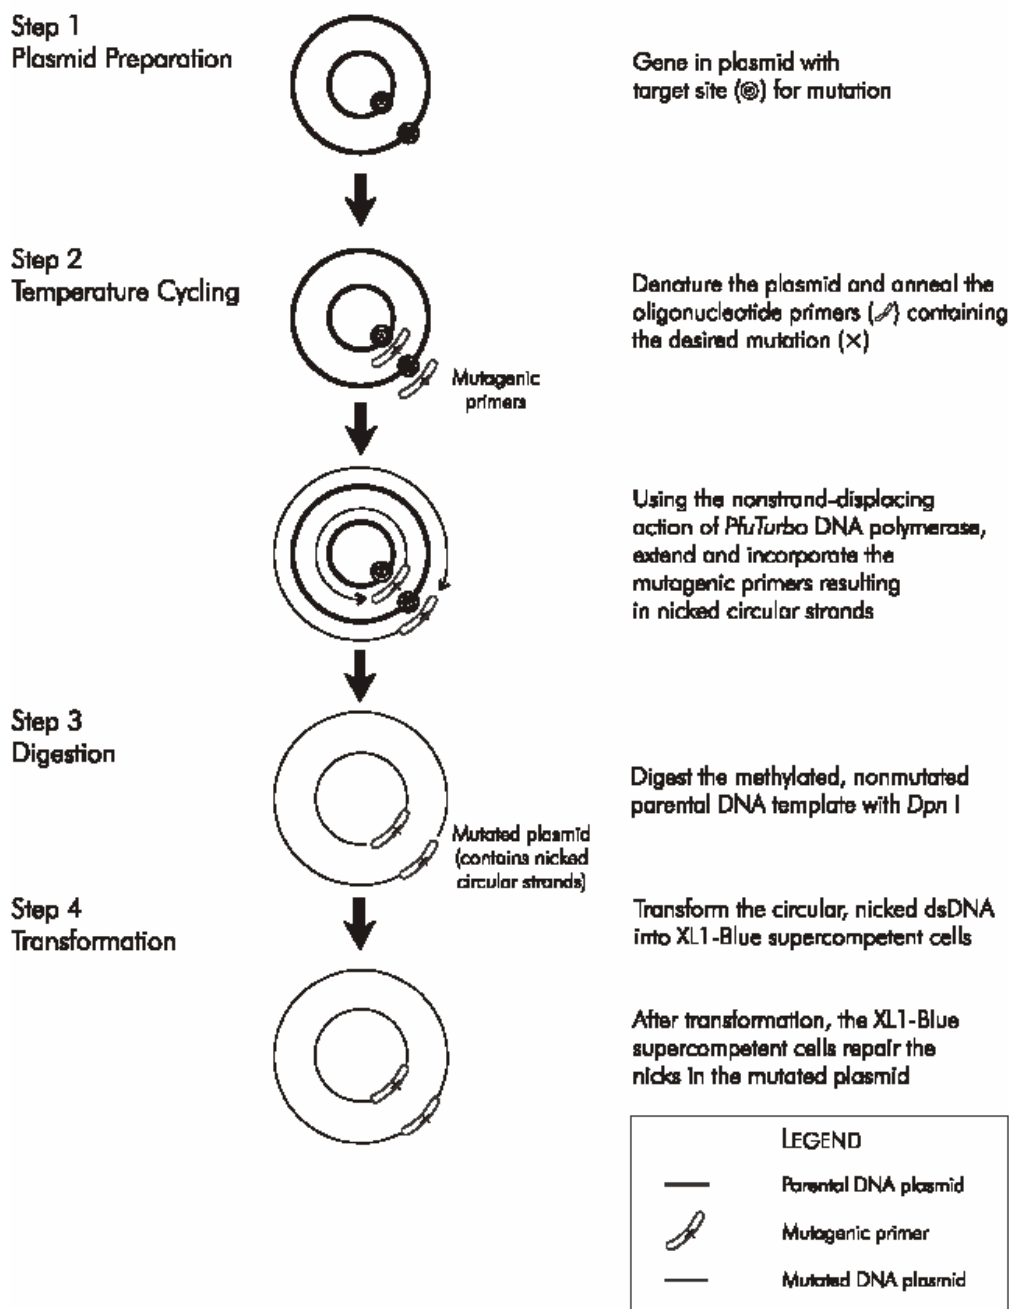 Step 1
Plasmid Preparation
Gene in plasmid with
target site (◎) for mutation
Step 2
Temperature Cycling
Denature the plasmid and anneal the
oligonucleotide primers ( ) containing
the desired mutation (×)
Mutagenic
primers
Using the nonstrand-displacing
action of PfuTurbo DNA polymerase,
extend and incorporate the
mutagenic primers resulting
in nicked circular strands
Step 3
Digestion
Digest the methylated, nonmutated
parental DNA template with Dpn I
Mutated plasmid
(contains nicked
circular strands)
Step 4
Transformation
Transform the circular, nicked dsDNA
into XL1-Blue supercompetent cells
After transformation, the XL1-Blue
supercompetent cells repair the
nicks in the mutated plasmid
LEGEND
Parental DNA plasmid
Mutagenic primer
Mutated DNA plasmid